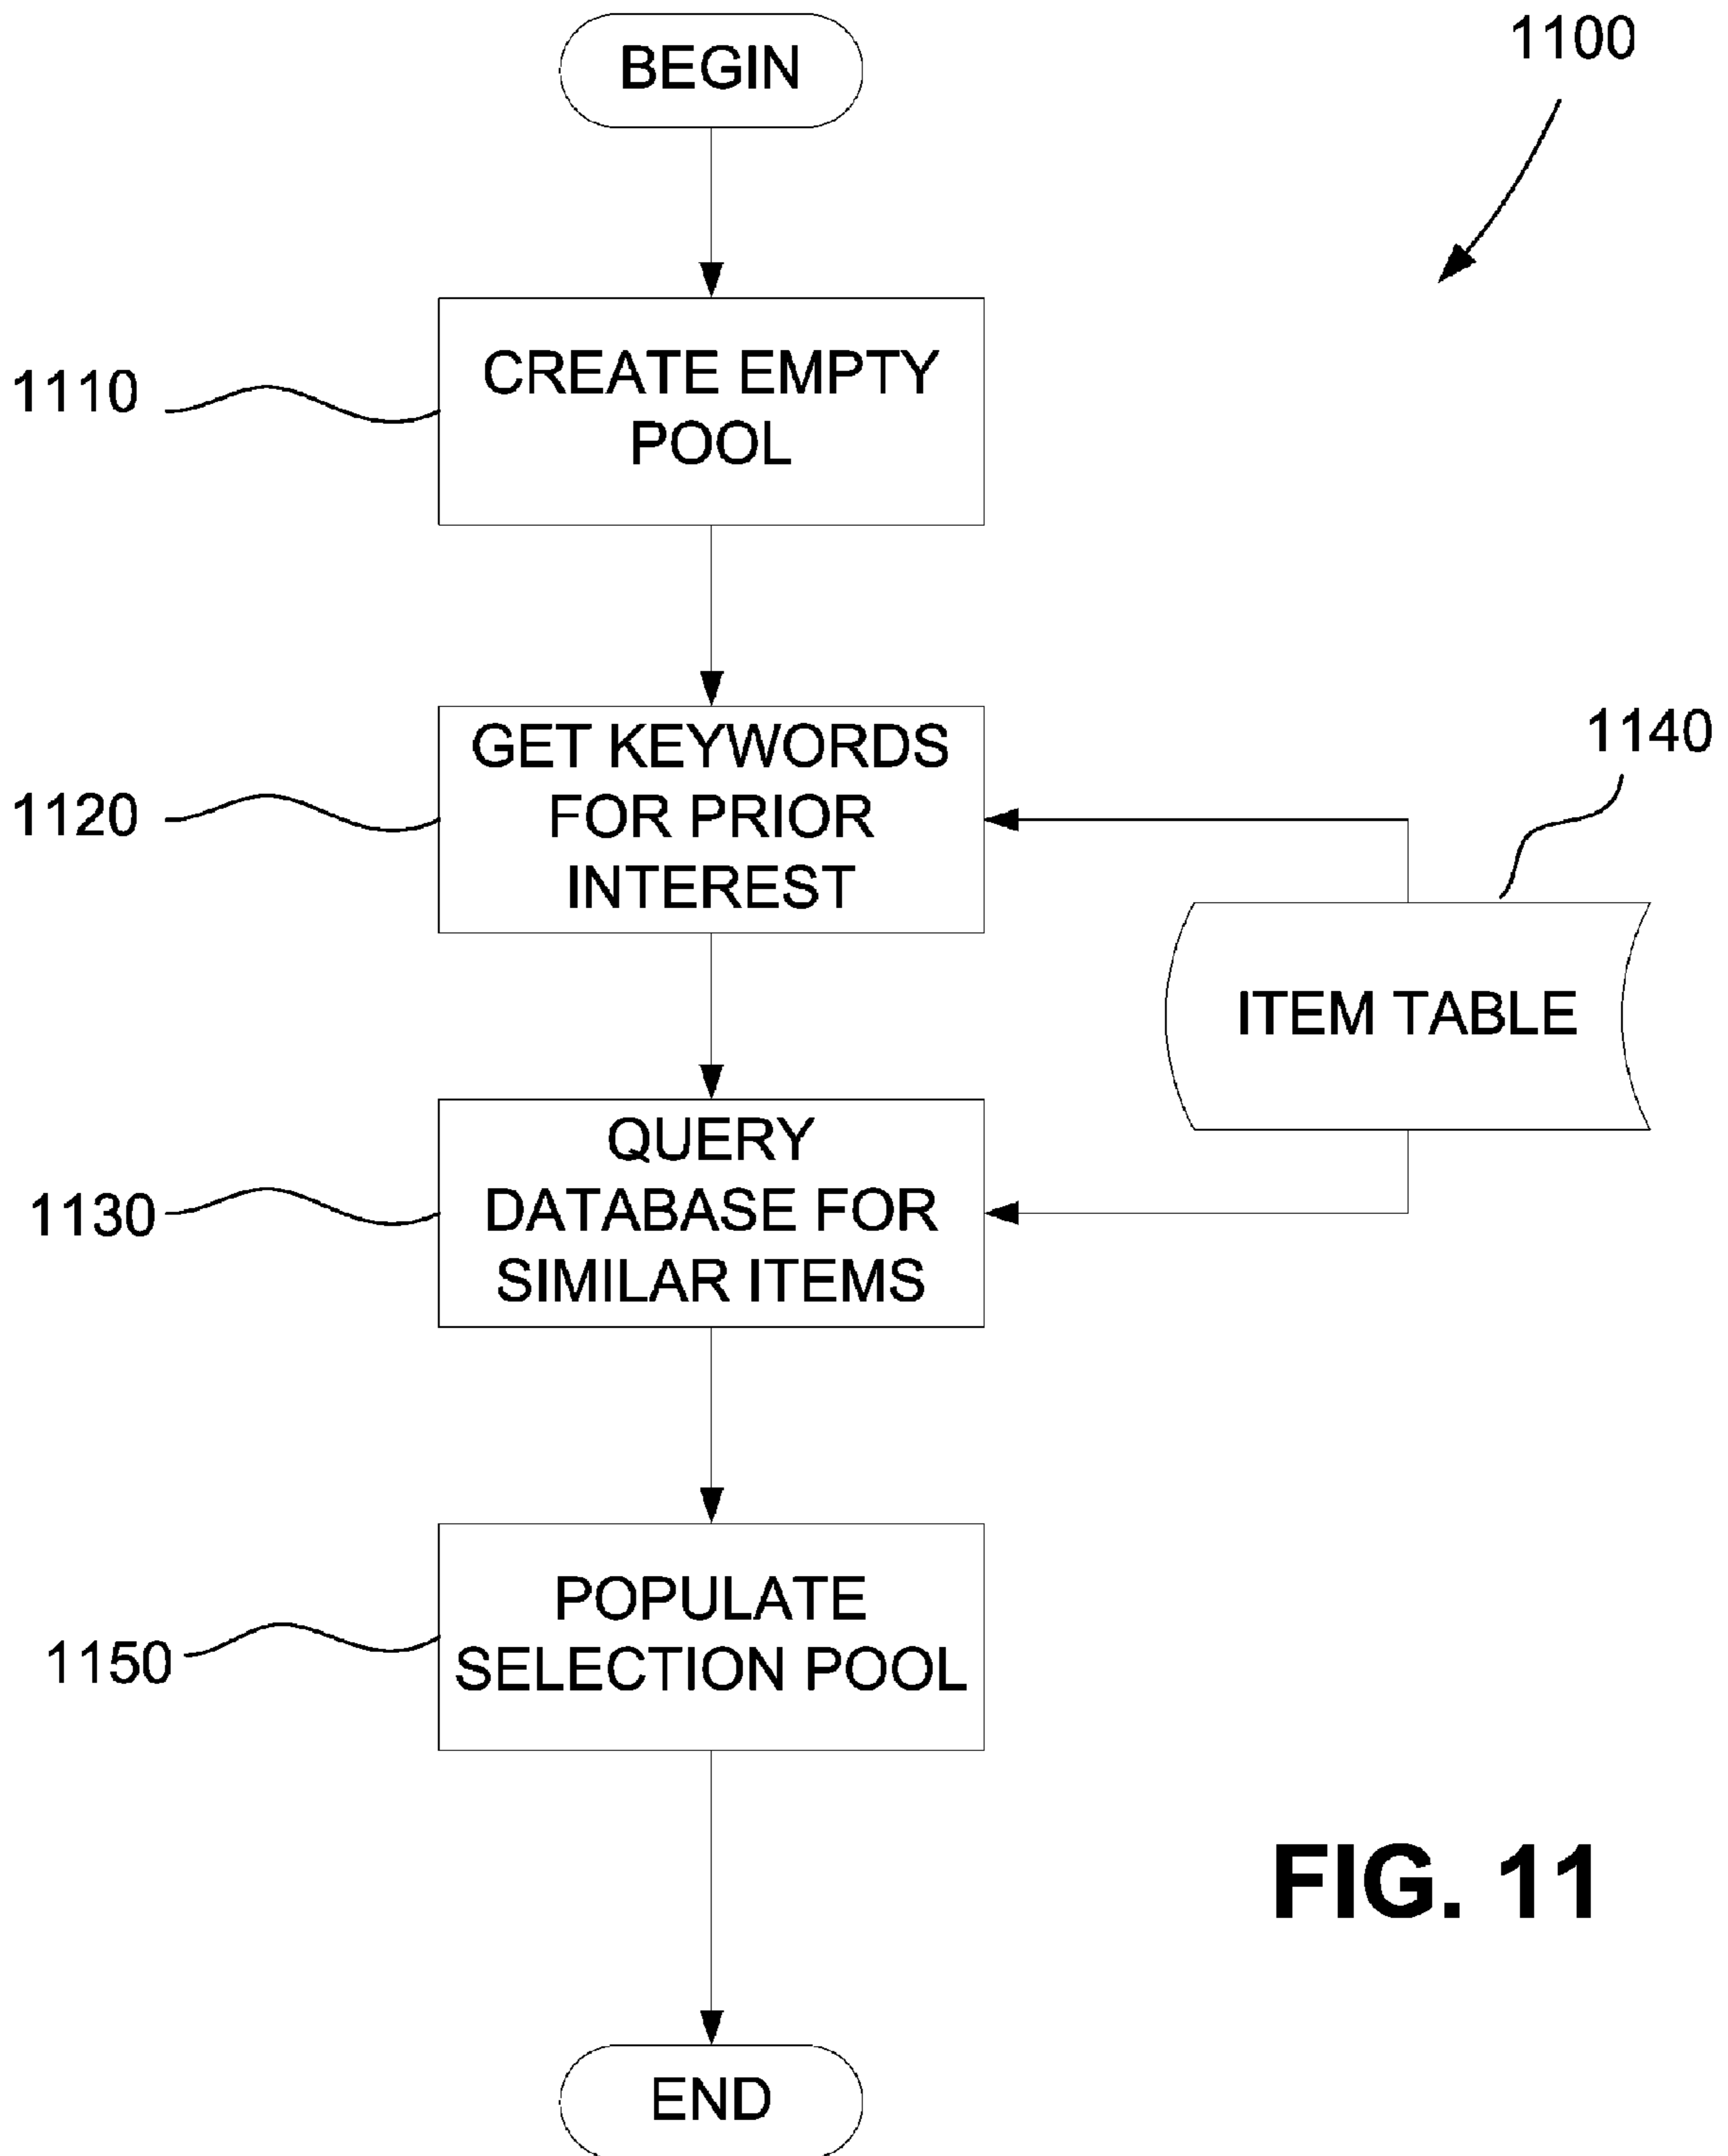 BEGIN
1100
1110
CREATE EMPTY
POOL
1120
GET KEYWORDS
FOR PRIOR
INTEREST
1140
ITEM TABLE
1130
QUERY
DATABASE FOR
SIMILAR ITEMS
1150
POPULATE
SELECTION POOL
FIG. 11
END